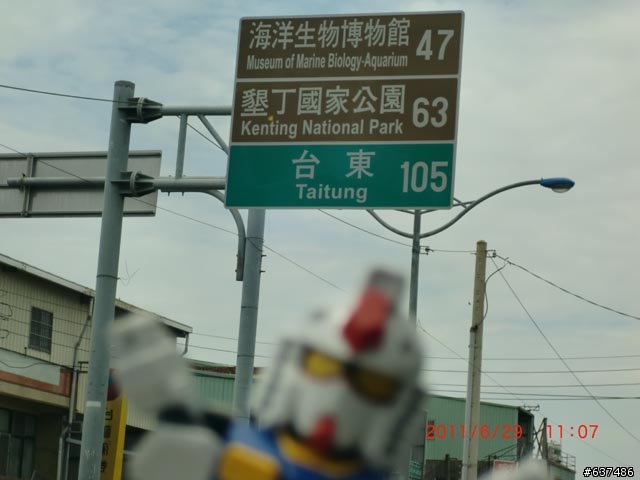 海洋生物博物館 47
Museum of Marine Biology-Aquarium
墾丁國家公園 63
Kenting National Park
台東 105
Taitung
2011/6/29 11:07
#637486